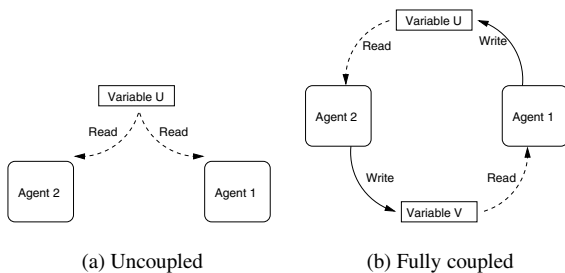 Variable U
Read
Read
Agent 2
Agent 1
(a) Uncoupled
Variable U
Read
Write
Agent 2
Agent 1
Write
Read
Variable V
(b) Fully coupled